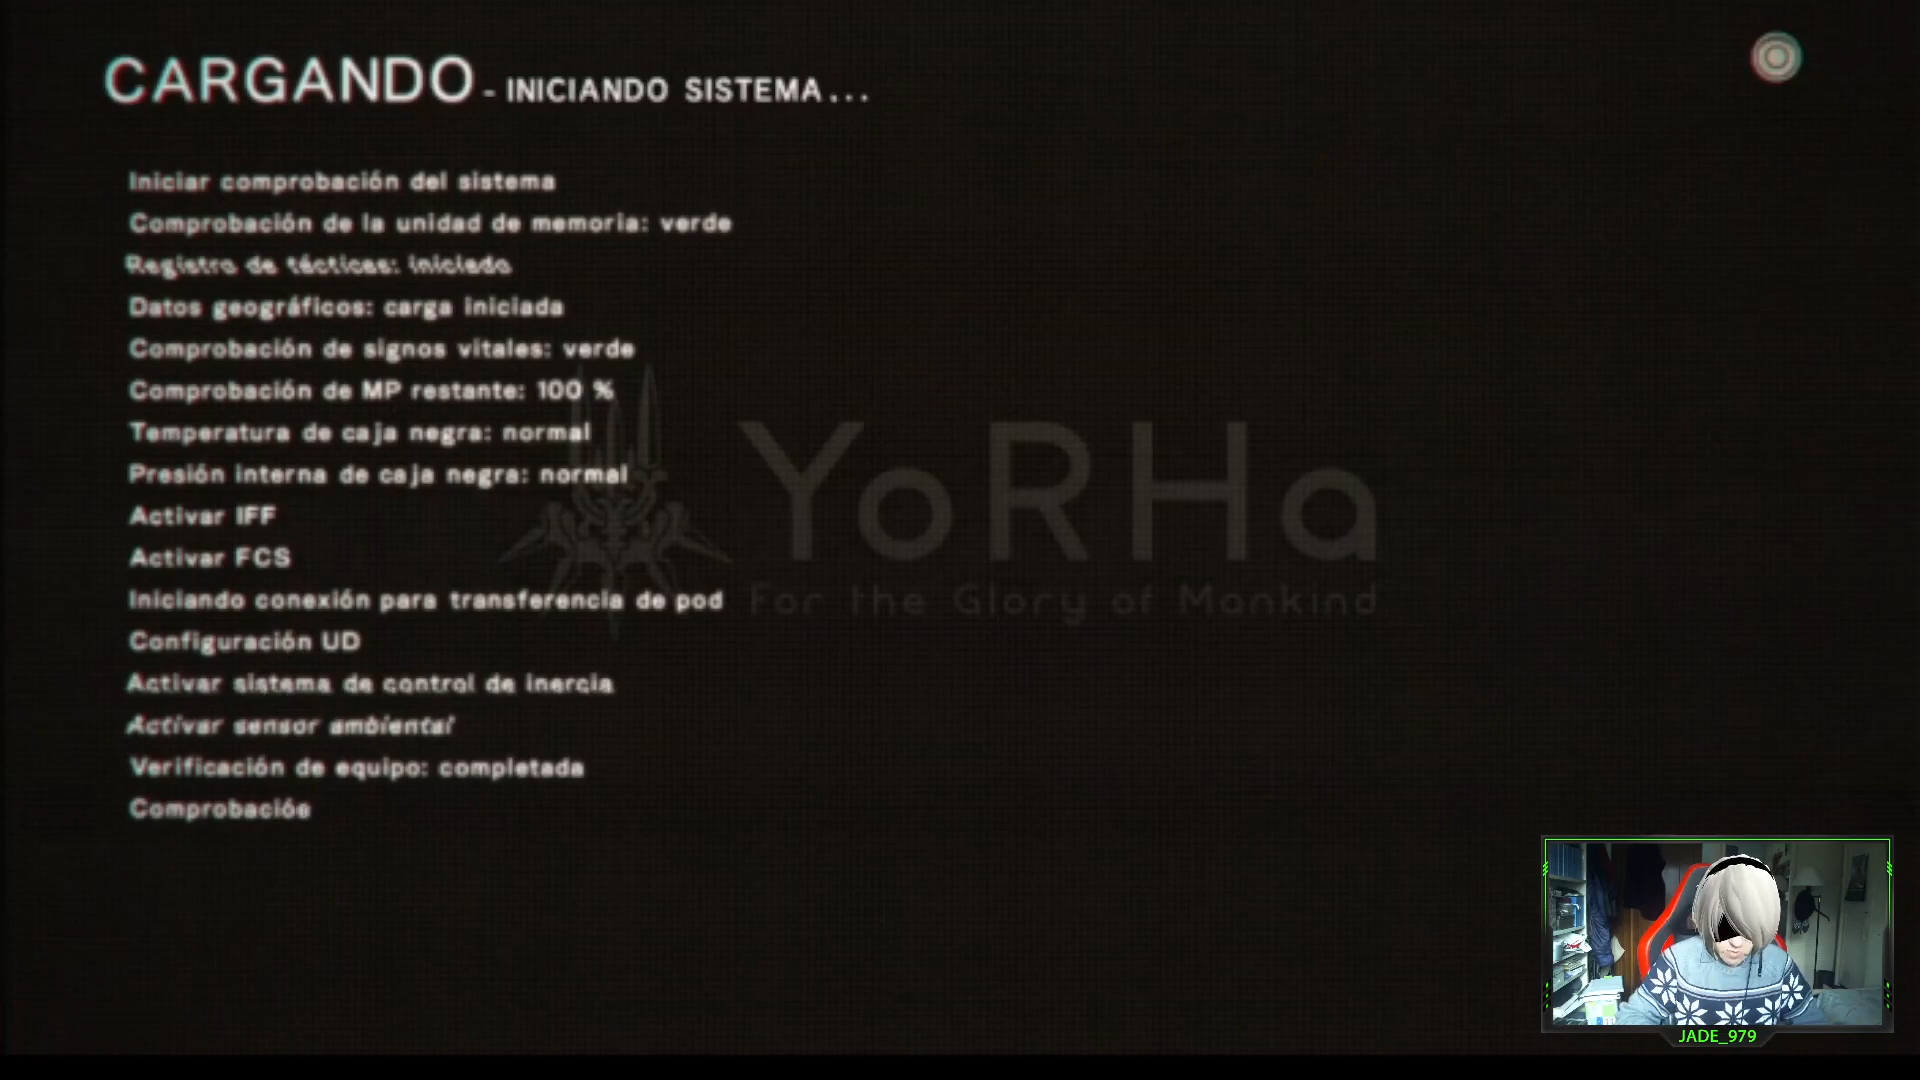 CARGANDO - INICIANDO SISTEMA...
Iniciar comprobación del sistema
Comprobación de la unidad de memoria: verde
Registro de tácticas: iniciado
Datos geográficos: carga iniciada
Comprobación de signos vitales: verde
Comprobación de MP restante: 100 %
Temperatura de caja negra: normal
Presión interna de caja negra: normal
Activar IFF
Activar FCS
Iniciando conexión para transferencia de pod
Configuración UD
Activar sistema de control de inercia
Activar sensor ambiental
Verificación de equipo: completada
Comprobacióe
YoRHa
For the Glory of Mankind
JADE_979